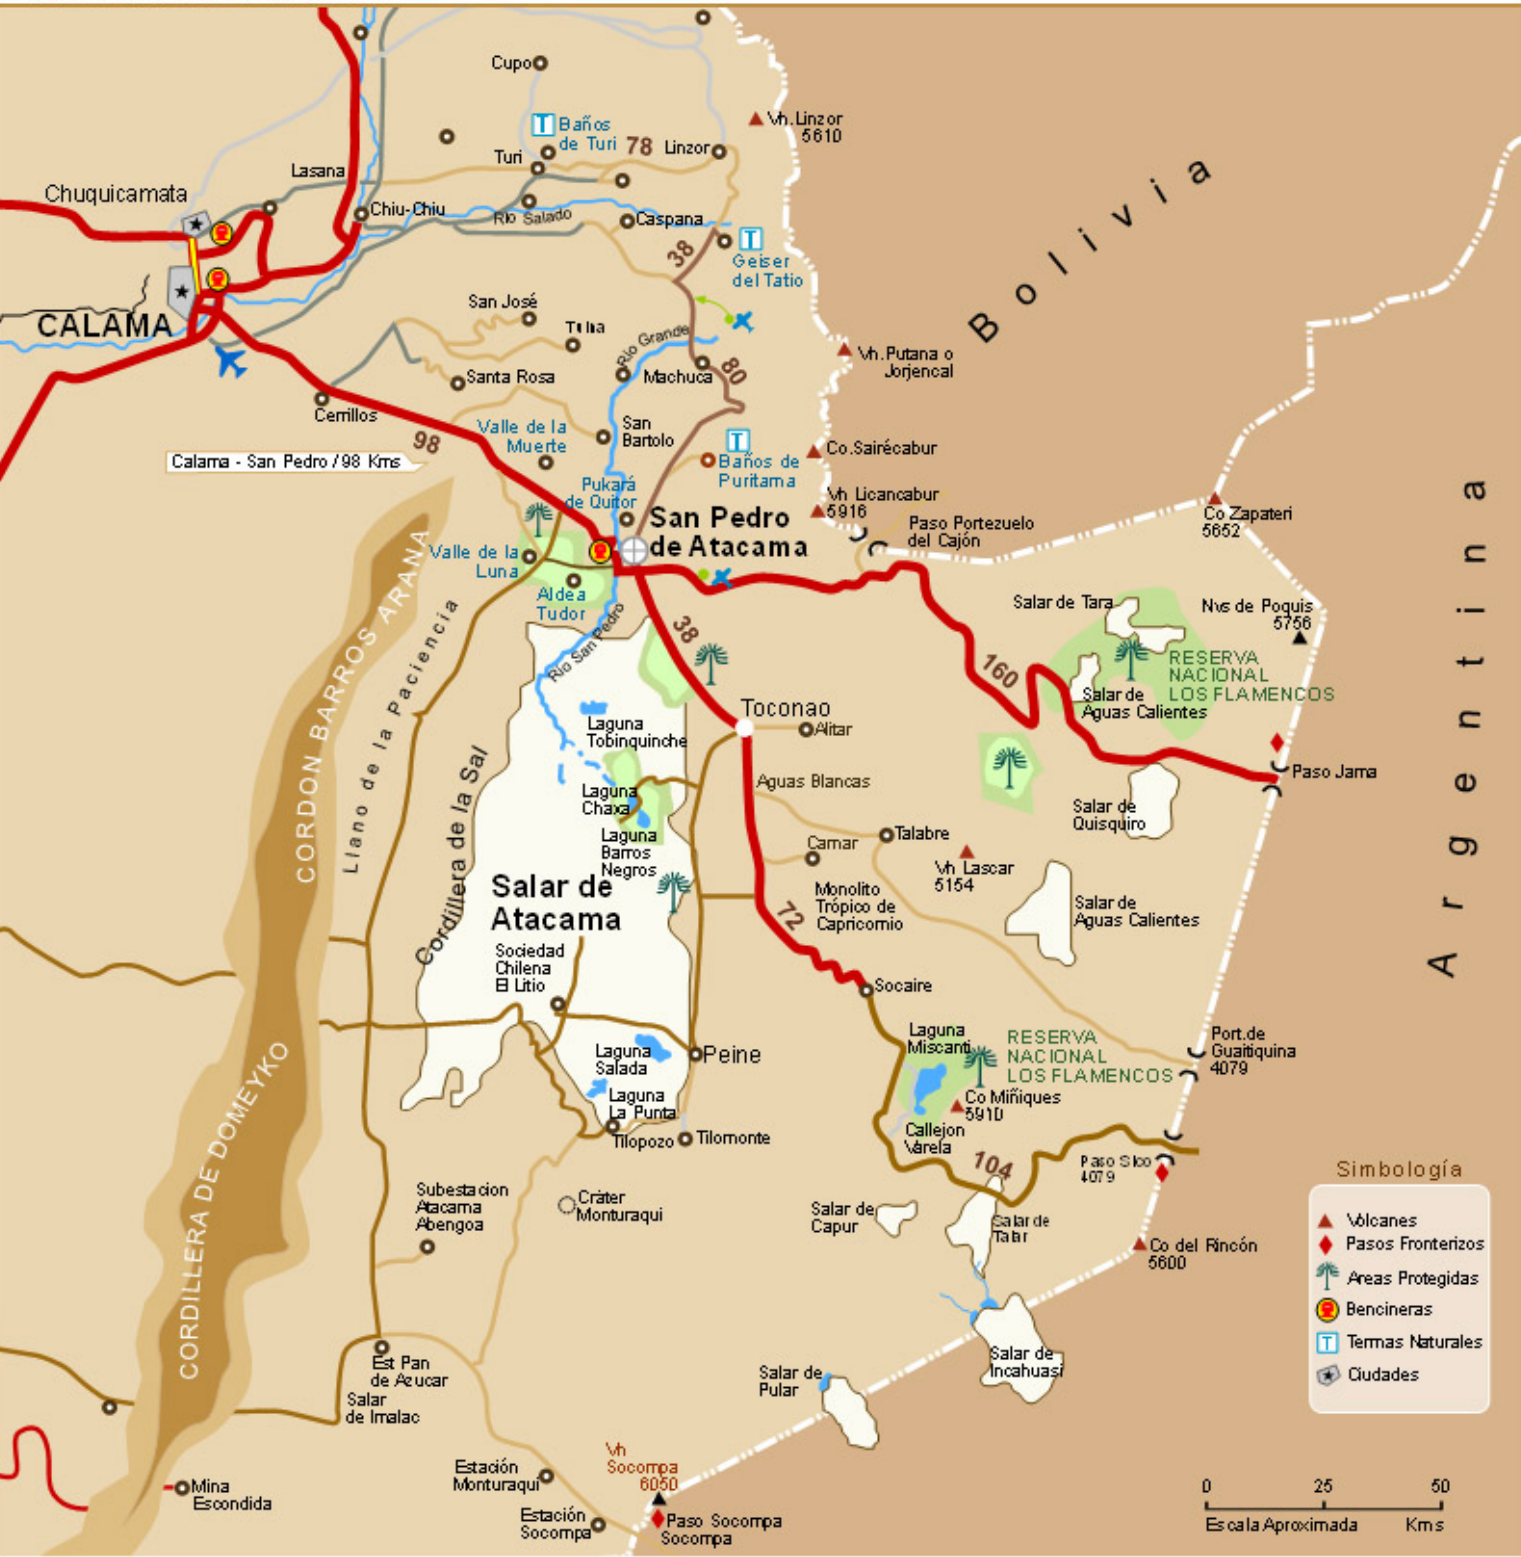 Cupo
Vh.Linzor
5610
Baños
de Turi
78
Linzor
Turi
Lasana
Chuquicamata
Chiu-Chiu
Río Salado
Caspana
38
Geiser
del Tatio
Bolivia
San José
CALAMA
Río Grande
Vh.Putana o
Jorjencal
Machuca
80
Santa Rosa
Cerrillos
98
Valle de la
Muerte
San
Bartolo
Calama - San Pedro / 98 Kms
Baños de
Puritama
Co.Sairécabur
Pukará
de Quitor
Vh Licancabur
5916
San Pedro
de Atacama
Paso Portezuelo
del Cajón
Co Zapateri
5652
Argentina
Valle de la
Luna
Aldea
Tudor
Río San Pedro
38
Salar de Tara
Nvs de Poquis
5756
160
RESERVA
NACIONAL
LOS FLAMENCOS
Salar de
Aguas Calientes
CORDON BARROS ARANA
Llano de la Paciencia
Cordillera de la Sal
Toconao
Alitar
Laguna
Tobinquinche
Paso Jama
Aguas Blancas
Laguna
Chaxa
Salar de
Quisquiro
Laguna
Barros
Negros
Camar
Talabre
Vh Lascar
5154
Salar de
Atacama
Monolito
Trópico de
Capricornio
72
Salar de
Aguas Calientes
Sociedad
Chilena
El Litio
Socaire
Laguna
Miscanti
RESERVA
NACIONAL
LOS FLAMENCOS
Port.de
Guaitiquina
4079
Laguna
Salada
Peine
Co Miñiques
5910
Laguna
La Punta
Callejon
Varela
Tilopozo
Tilomonte
CORDILLERA DE DOMEYKO
104
Paso Sico
4079
Subestacion
Atacama
Abengoa
Cráter
Monturaqui
Salar de
Capur
Salar de
Talar
Co del Rincón
5600
Simbología
Volcanes
Pasos Fronterizos
Areas Protegidas
Bencineras
T
Termas Naturales
Ciudades
Est Pan
de Azucar
Salar
de Imalac
Salar de
Pular
Salar de
Incahuasi
Mina
Escondida
Estación
Monturaqui
Vh
Socompa
6050
Estación
Socompa
Paso Socompa
Socompa
0 25 50
Escala Aproximada Kms